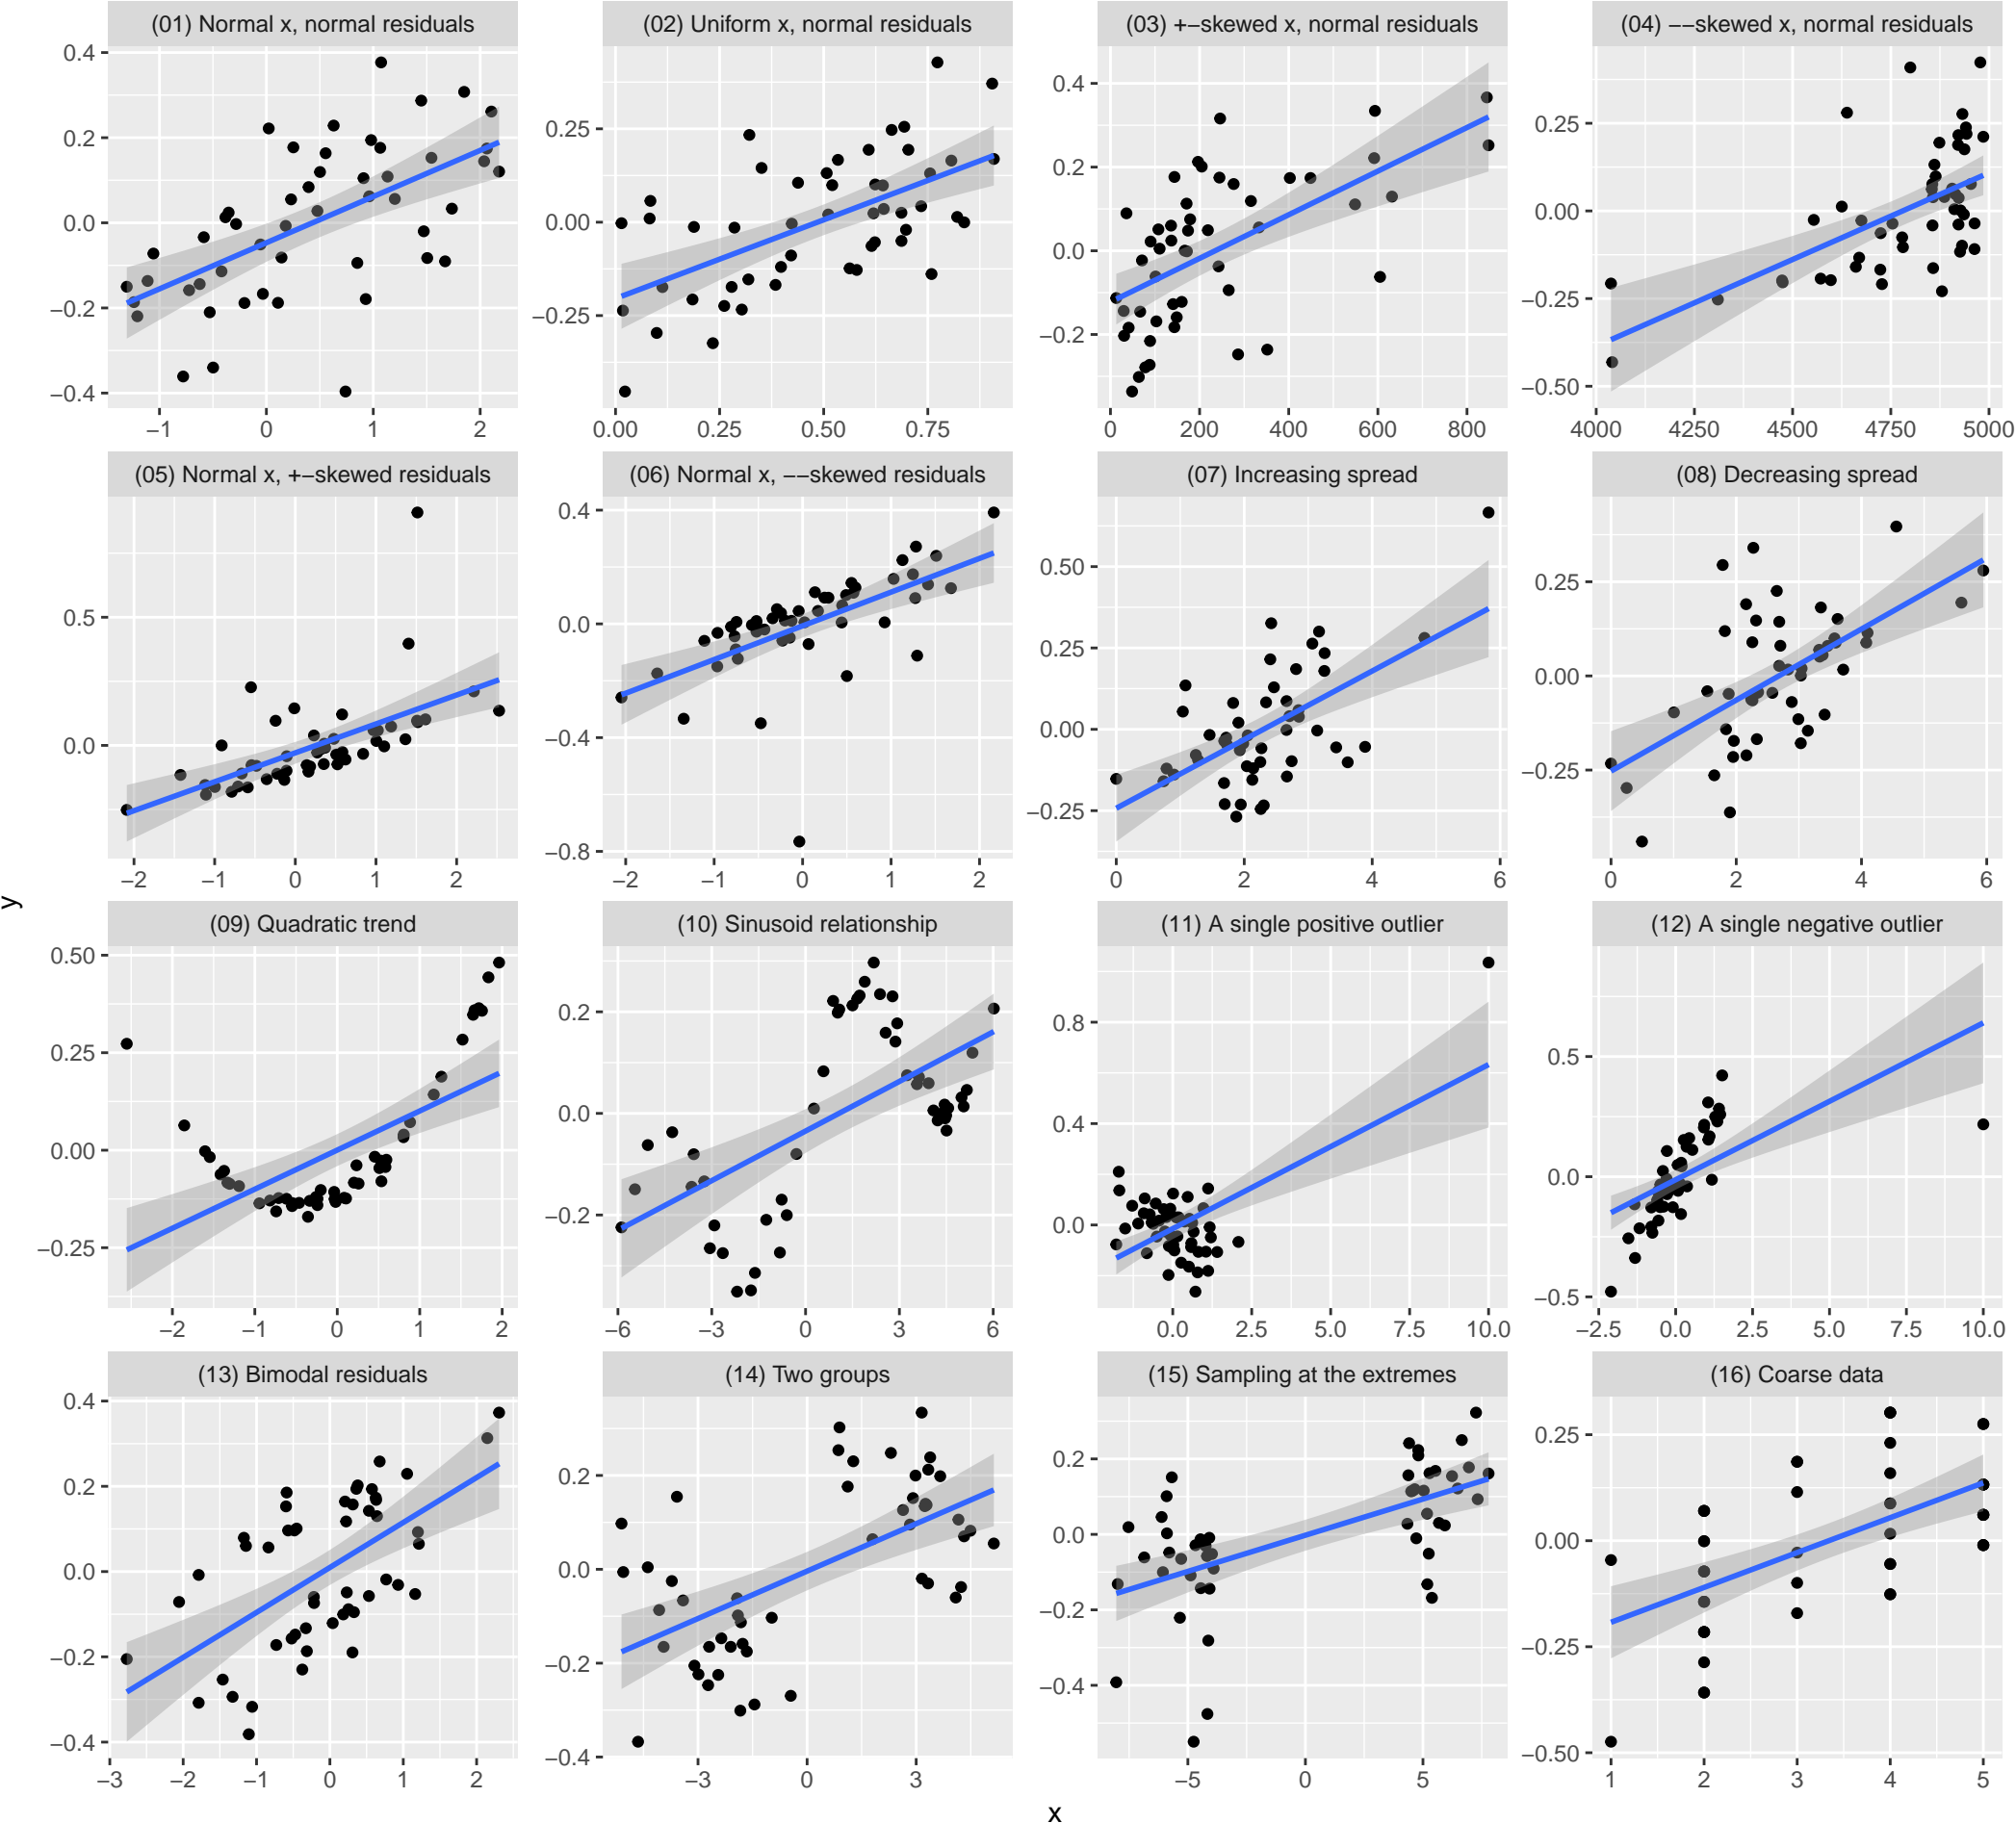 (01) Normal x, normal residuals
(02) Uniform x, normal residuals
(03) +−skewed x, normal residuals
(04) −−skewed x, normal residuals
0.4
0.2
0.0
−0.2
−0.4
−1 0 1 2
0.25
0.00
−0.25
0.00 0.25 0.50 0.75
0.4
0.2
0.0
−0.2
0 200 400 600 800
0.25
0.00
−0.25
−0.50
4000 4250 4500 4750 5000
(05) Normal x, +−skewed residuals
(06) Normal x, −−skewed residuals
(07) Increasing spread
(08) Decreasing spread
0.5
0.0
−2 −1 0 1 2
0.4
0.0
−0.4
−0.8
−2 −1 0 1 2
0.50
0.25
0.00
−0.25
0 2 4 6
0.25
0.00
−0.25
0 2 4 6
y
(09) Quadratic trend
(10) Sinusoid relationship
(11) A single positive outlier
(12) A single negative outlier
0.50
0.25
0.00
−0.25
−2 −1 0 1 2
0.2
0.0
−0.2
−6 −3 0 3 6
0.8
0.4
0.0
0.0 2.5 5.0 7.5 10.0
0.5
0.0
−0.5
−2.5 0.0 2.5 5.0 7.5 10.0
(13) Bimodal residuals
(14) Two groups
(15) Sampling at the extremes
(16) Coarse data
0.4
0.2
0.0
−0.2
−0.4
−3 −2 −1 0 1 2
0.2
0.0
−0.2
−0.4
−3 0 3
0.2
0.0
−0.2
−0.4
−5 0 5
0.25
0.00
−0.25
−0.50
1 2 3 4 5
x